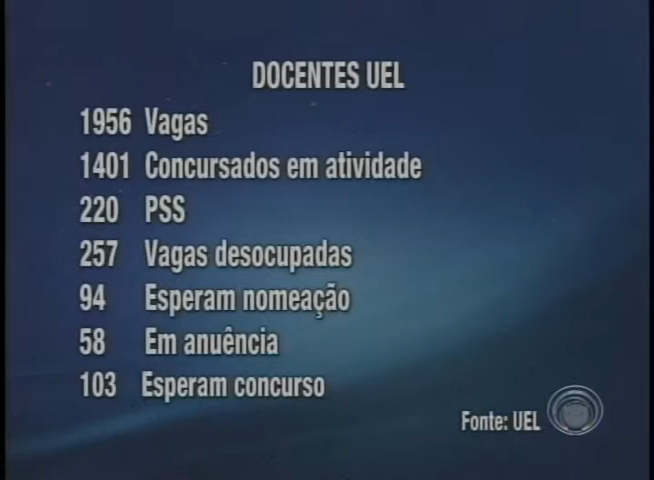 DOCENTES UEL
1956 Vagas
1401 Concursados em atividade
220 PSS
257 Vagas desocupadas
94 Esperam nomeação
58 Em anuência
103 Esperam concurso
Fonte: UEL